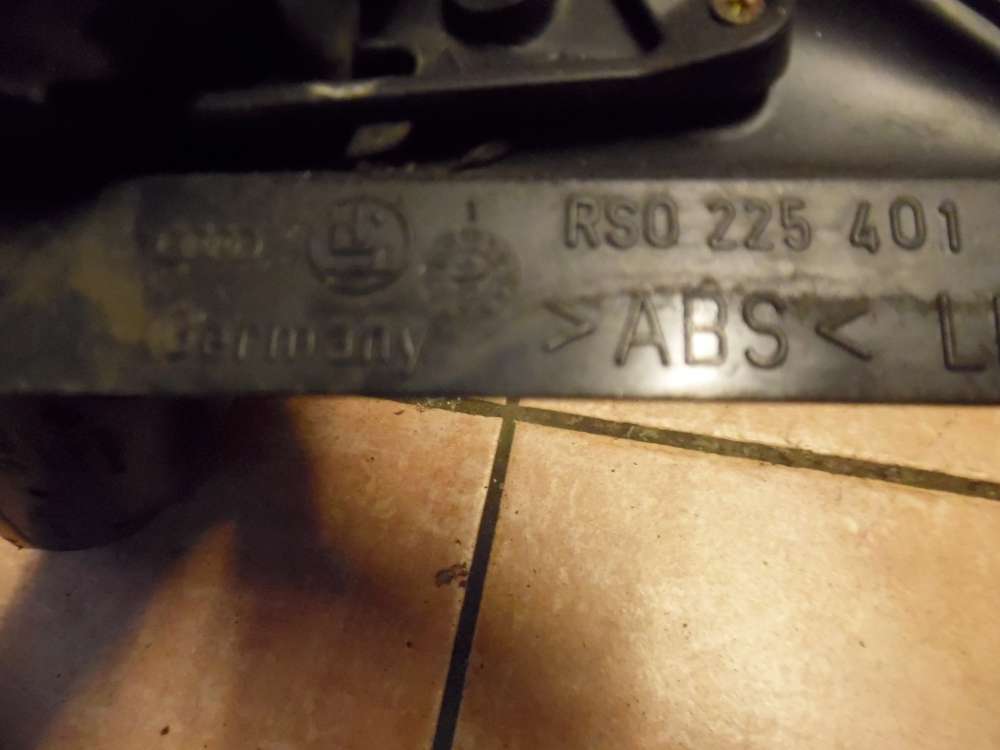 RS0 225 401
Germany
>ABS<